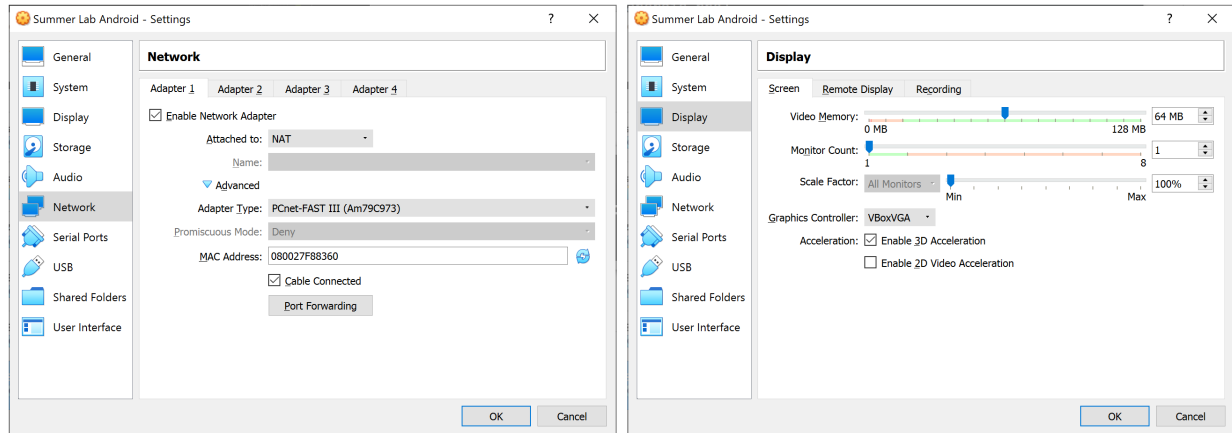 Summer Lab Android - Settings ? X
General
System
Display
Storage
Audio
Network
Serial Ports
USB
Shared Folders
User Interface
Network
Adapter 1 Adapter 2 Adapter 3 Adapter 4
Enable Network Adapter
Attached to: NAT
Name:
Advanced
Adapter Type: PCnet-FAST III (Am79C973)
Promiscuous Mode: Deny
MAC Address: 080027F88360
Cable Connected
Port Forwarding
OK Cancel
Summer Lab Android - Settings ? X
General
System
Display
Storage
Audio
Network
Serial Ports
USB
Shared Folders
User Interface
Display
Screen Remote Display Recording
Video Memory: 64 MB
0 MB 128 MB
Monitor Count: 1
1 8
Scale Factor: All Monitors 100%
Min Max
Graphics Controller: VBoxVGA
Acceleration: Enable 3D Acceleration
Enable 2D Video Acceleration
OK Cancel